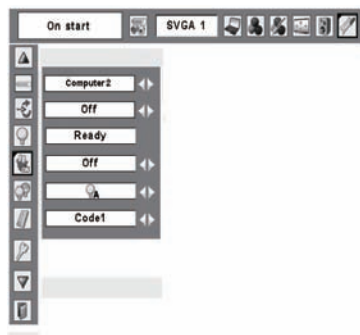 On start SVGA 1
Computer2
Off
Ready
Off
A
Code1